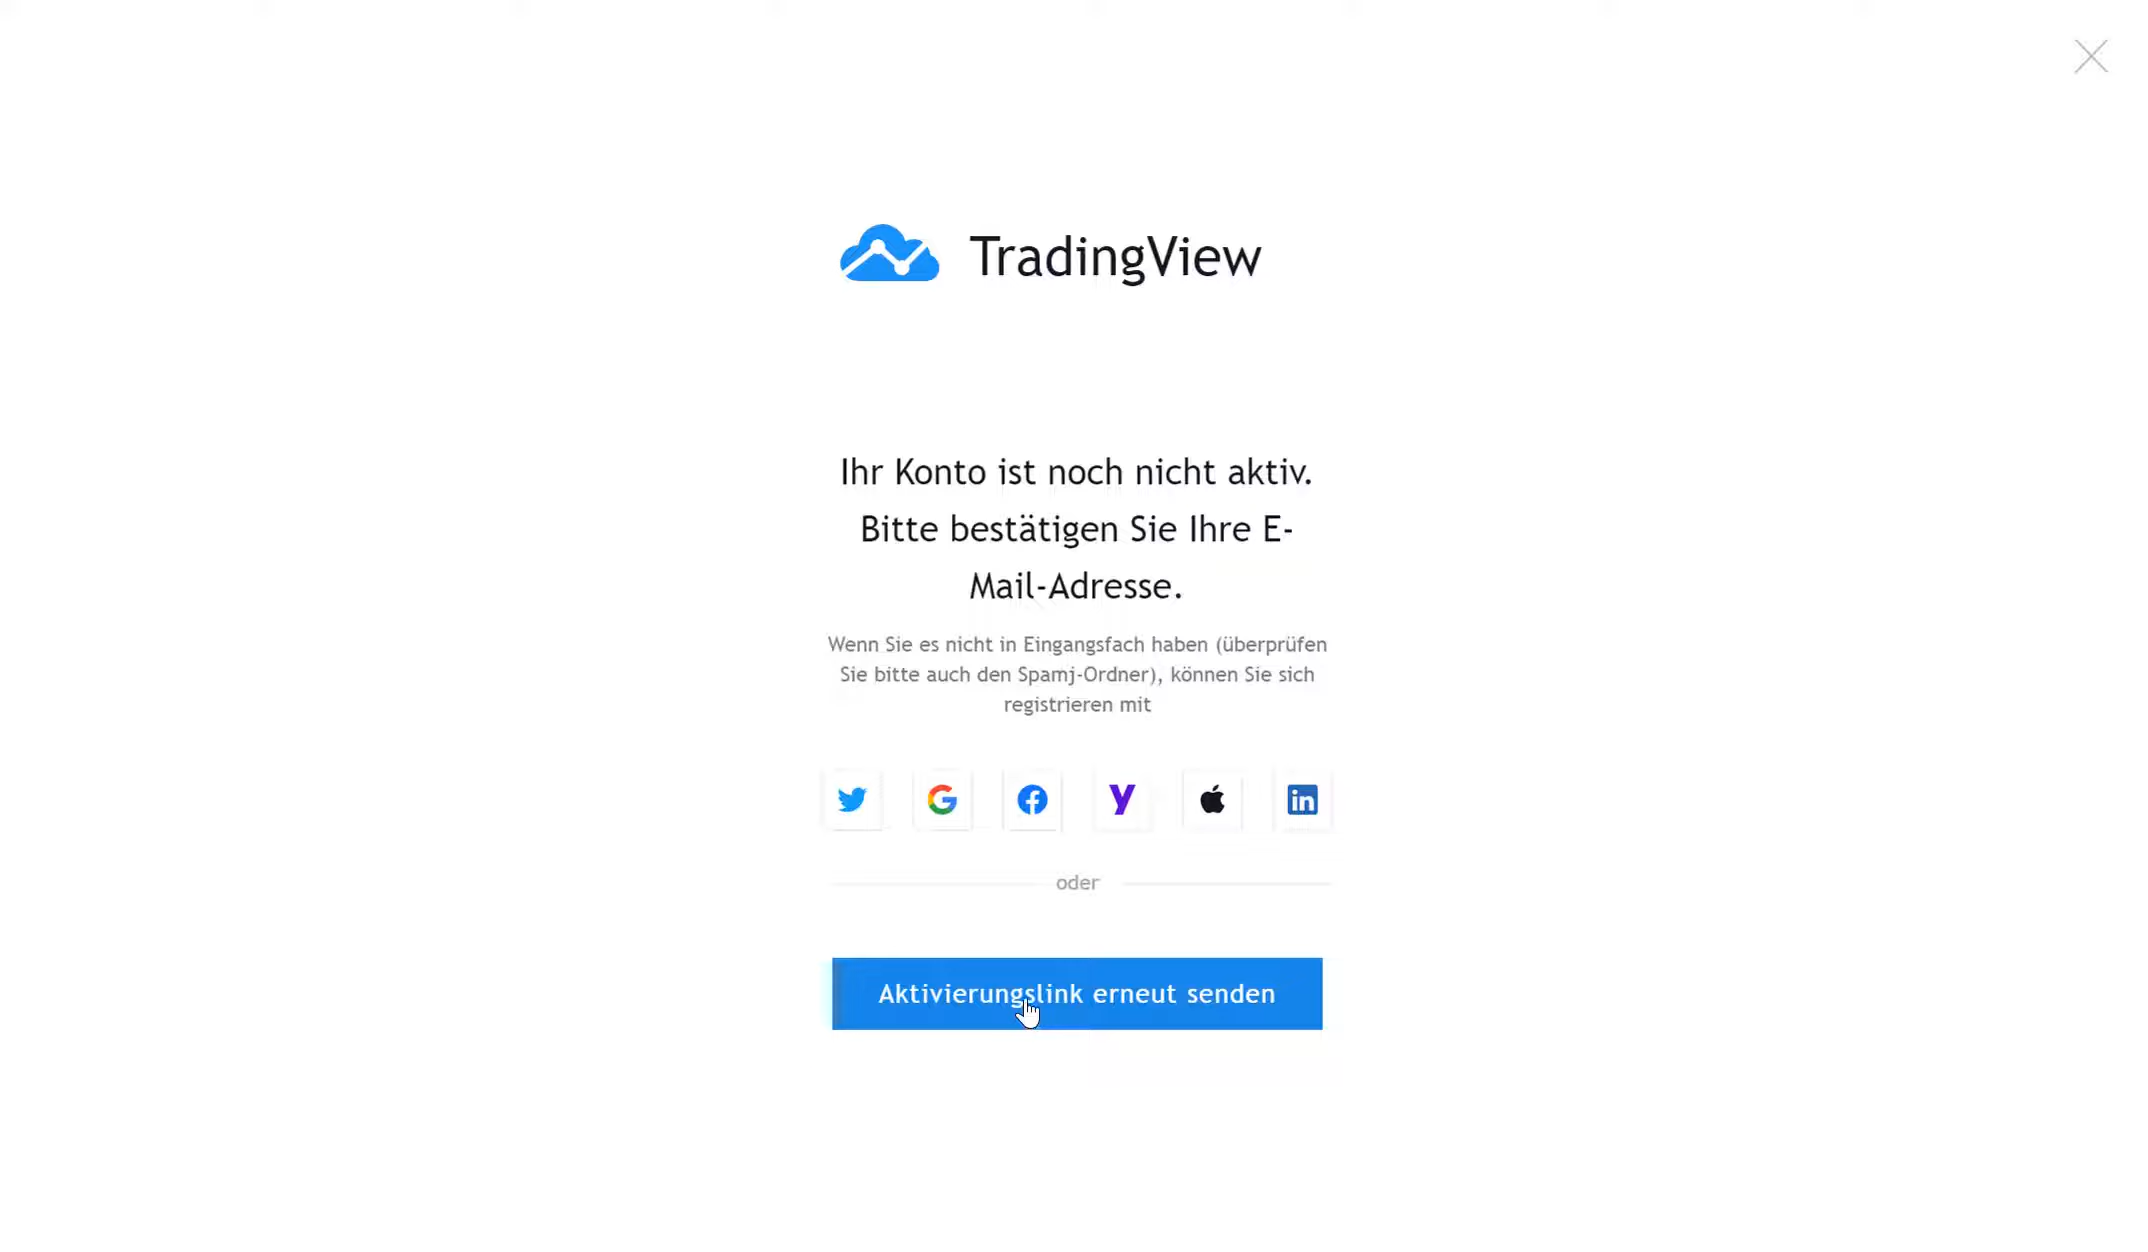 TradingView
Ihr Konto ist noch nicht aktiv.
Bitte bestätigen Sie Ihre E-
Mail-Adresse.
Wenn Sie es nicht in Eingangsfach haben (überprüfen
Sie bitte auch den Spamj-Ordner), können Sie sich
registrieren mit
oder
Aktivierungslink erneut senden